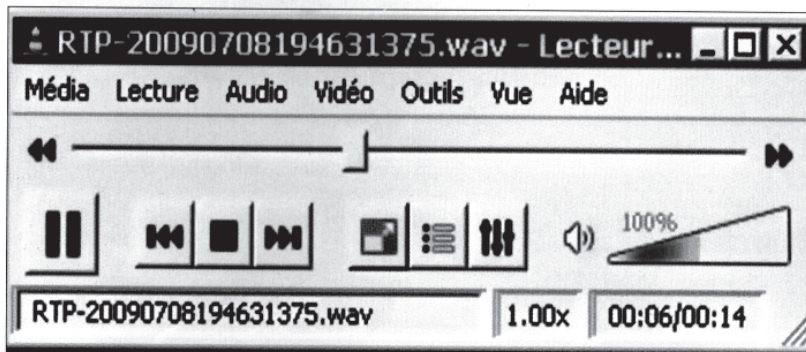 RTP-20090708194631375.wav - Lecteur...
Média Lecture Audio Vidéo Outils Vue Aide
100%
RTP-20090708194631375.wav 1.00x 00:06/00:14